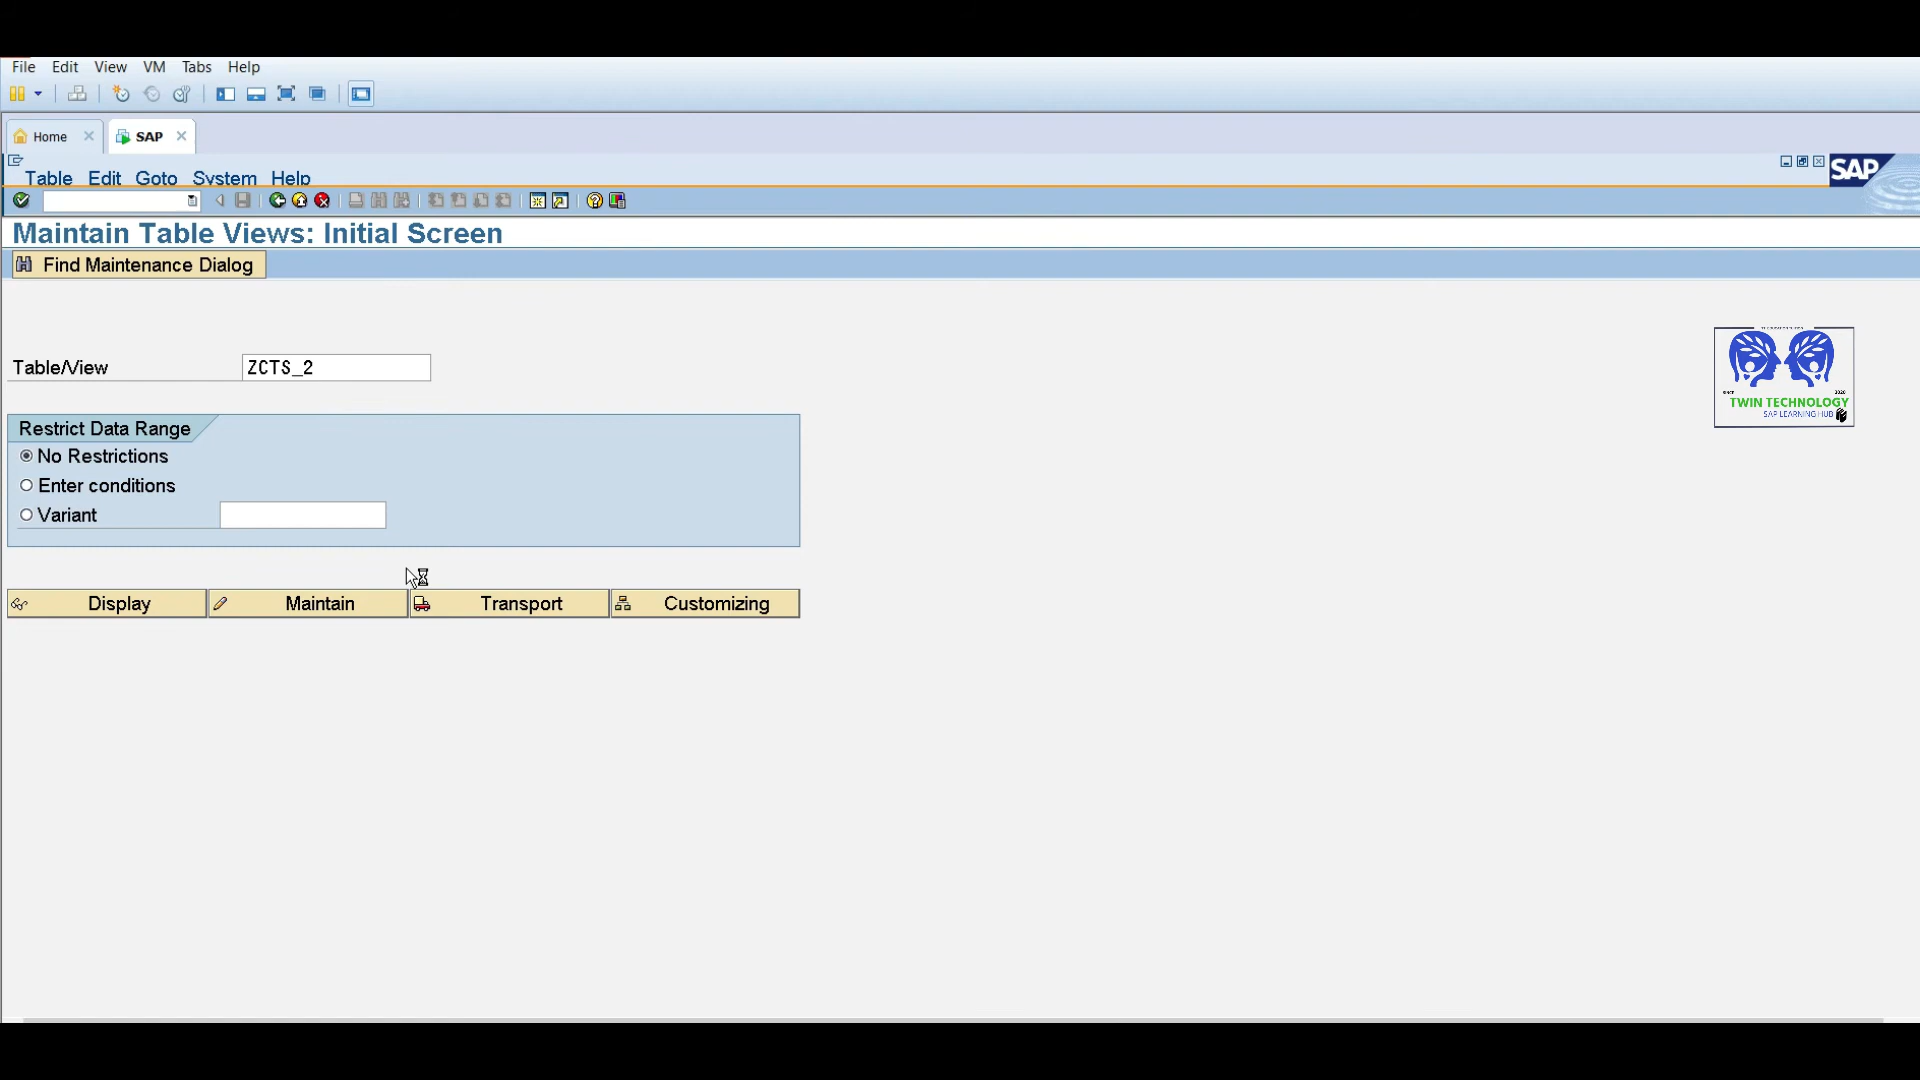 File Edit View VM Tabs Help
Home SAP
Table Edit Goto System Help
SAP
Maintain Table Views: Initial Screen
Find Maintenance Dialog
Table/View ZCTS_2
SINCE 2020
TWIN TECHNOLOGY
SAP LEARNING HUB
Restrict Data Range
No Restrictions
Enter conditions
Variant
Display Maintain Transport Customizing